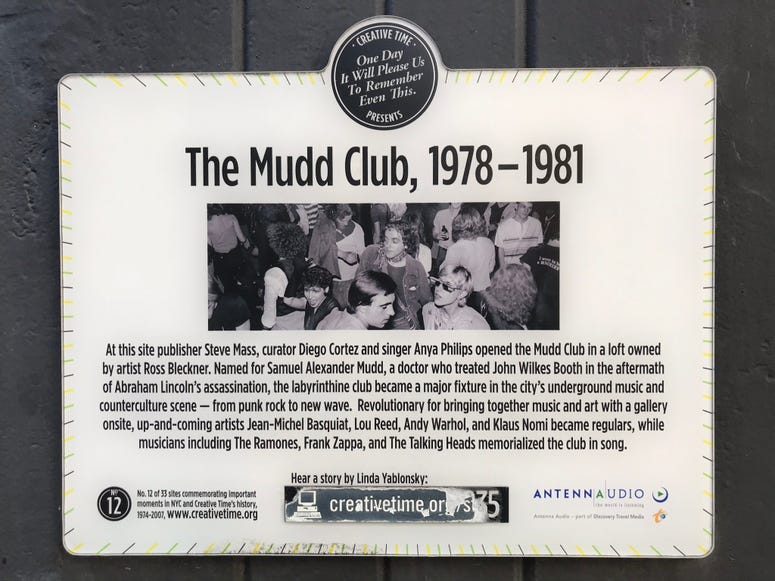 CREATIVE TIME
One Day
It Will Please Us
To Remember
Even This.
PRESENTS
The Mudd Club, 1978–1981
At this site publisher Steve Mass, curator Diego Cortez and singer Anya Philips opened the Mudd Club in a loft owned
by artist Ross Bleckner. Named for Samuel Alexander Mudd, a doctor who treated John Wilkes Booth in the aftermath
of Abraham Lincoln's assassination, the labyrinthine club became a major fixture in the city's underground music and
counterculture scene — from punk rock to new wave. Revolutionary for bringing together music and art with a gallery
onsite, up-and-coming artists Jean-Michel Basquiat, Lou Reed, Andy Warhol, and Klaus Nomi became regulars, while
musicians including The Ramones, Frank Zappa, and The Talking Heads memorialized the club in song.
Hear a story by Linda Yablonsky:
creativetime.org/st 35
Nº
12
No. 12 of 33 sites commemorating important
moments in NYC and Creative Time's history,
1974-2007, www.creativetime.org
ANTENNAUDIO
the world is listening
Antenna Audio – part of Discovery Travel Media